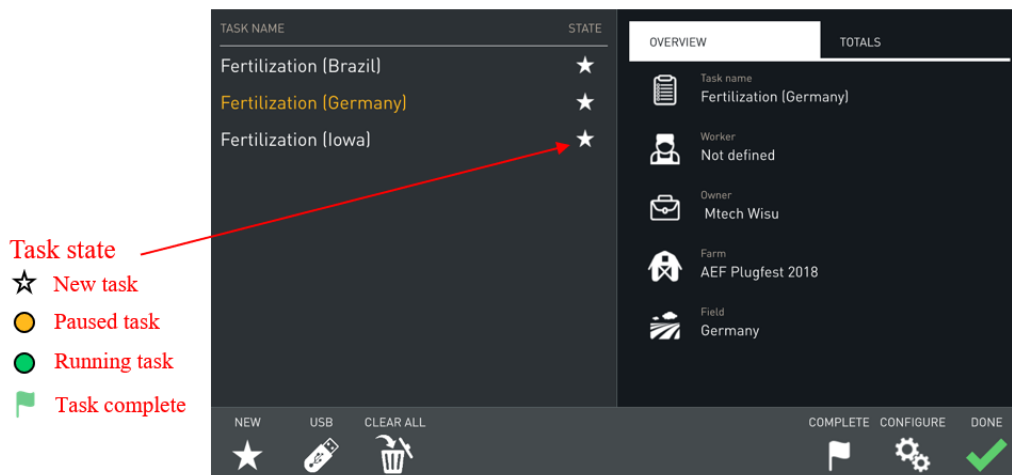 TASK NAME STATE
Fertilization (Brazil)
Fertilization (Germany)
Fertilization (Iowa)
OVERVIEW TOTALS
Task name
Fertilization (Germany)
Worker
Not defined
Owner
Mtech Wisu
Farm
AEF Plugfest 2018
Field
Germany
Task state
New task
Paused task
Running task
Task complete
NEW USB CLEAR ALL COMPLETE CONFIGURE DONE